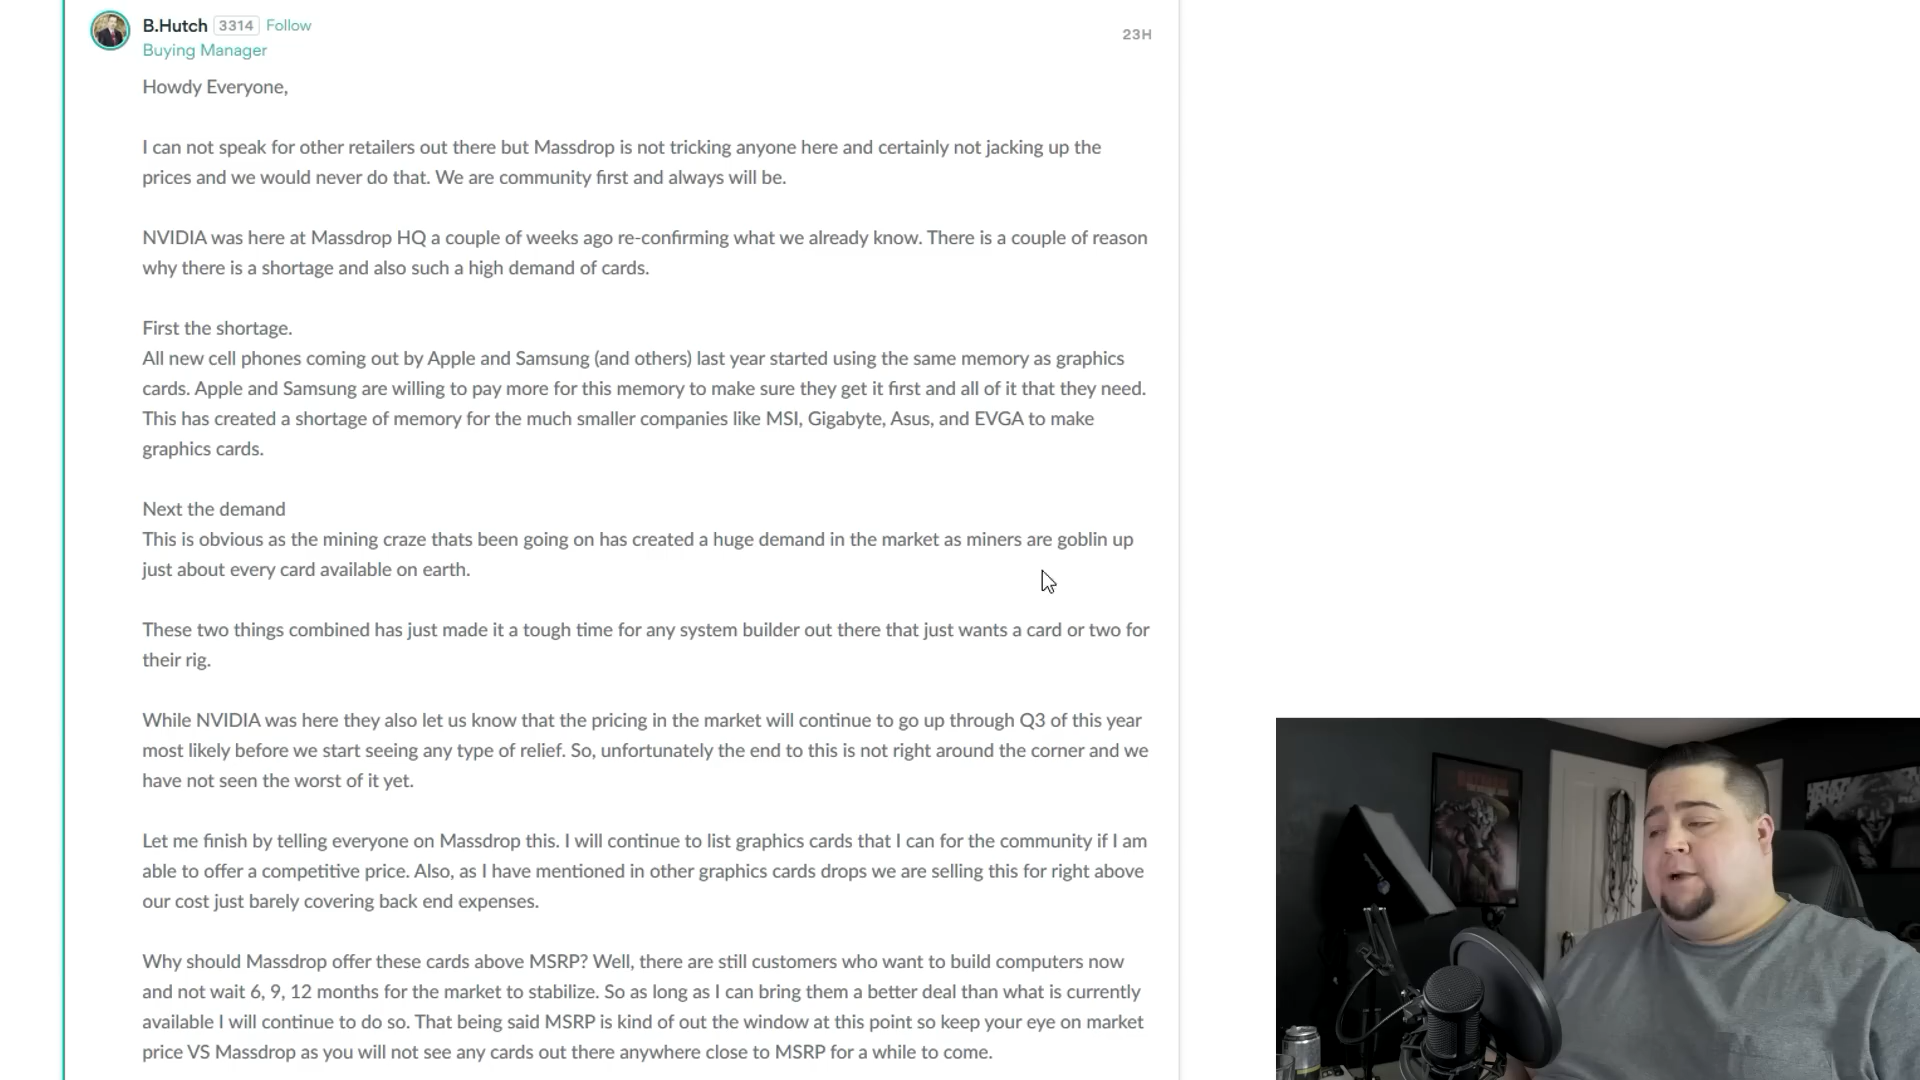 B.Hutch 3314 Follow
23H
Buying Manager
Howdy Everyone,
I can not speak for other retailers out there but Massdrop is not tricking anyone here and certainly not jacking up the
prices and we would never do that. We are community first and always will be.
NVIDIA was here at Massdrop HQ a couple of weeks ago re-confirming what we already know. There is a couple of reason
why there is a shortage and also such a high demand of cards.
First the shortage.
All new cell phones coming out by Apple and Samsung (and others) last year started using the same memory as graphics
cards. Apple and Samsung are willing to pay more for this memory to make sure they get it first and all of it that they need.
This has created a shortage of memory for the much smaller companies like MSI, Gigabyte, Asus, and EVGA to make
graphics cards.
Next the demand
This is obvious as the mining craze thats been going on has created a huge demand in the market as miners are goblin up
just about every card available on earth.
These two things combined has just made it a tough time for any system builder out there that just wants a card or two for
their rig.
While NVIDIA was here they also let us know that the pricing in the market will continue to go up through Q3 of this year
most likely before we start seeing any type of relief. So, unfortunately the end to this is not right around the corner and we
have not seen the worst of it yet.
Let me finish by telling everyone on Massdrop this. I will continue to list graphics cards that I can for the community if I am
able to offer a competitive price. Also, as I have mentioned in other graphics cards drops we are selling this for right above
our cost just barely covering back end expenses.
Why should Massdrop offer these cards above MSRP? Well, there are still customers who want to build computers now
and not wait 6, 9, 12 months for the market to stabilize. So as long as I can bring them a better deal than what is currently
available I will continue to do so. That being said MSRP is kind of out the window at this point so keep your eye on market
price VS Massdrop as you will not see any cards out there anywhere close to MSRP for a while to come.